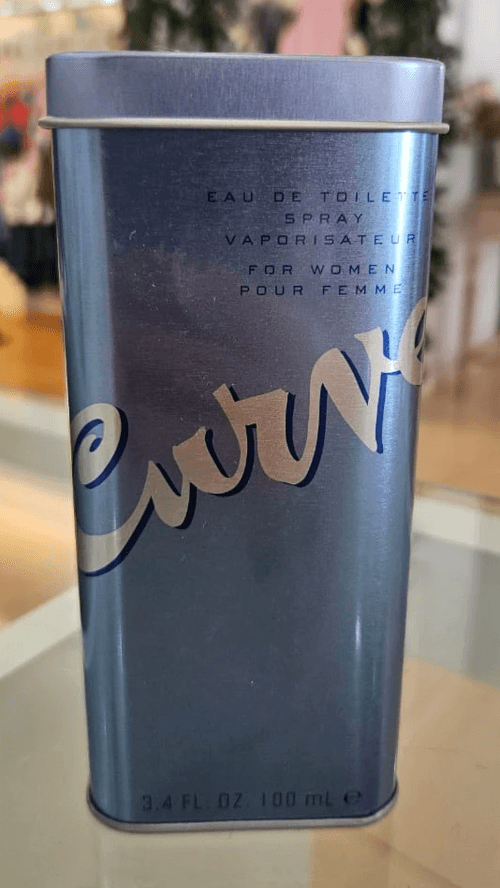 EAU DE TOILETTE
SPRAY
VAPORISATEUR
FOR WOMEN
POUR FEMME
Curve
3.4 FL. OZ. 100 mL ℮